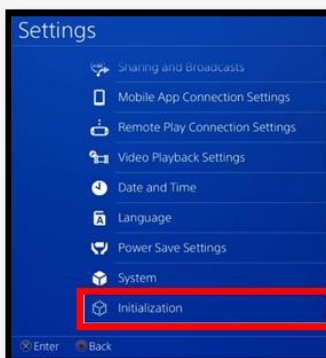 Settings
Sharing and Broadcasts
Mobile App Connection Settings
Remote Play Connection Settings
Video Playback Settings
Date and Time
Language
Power Save Settings
System
Initialization
Enter Back